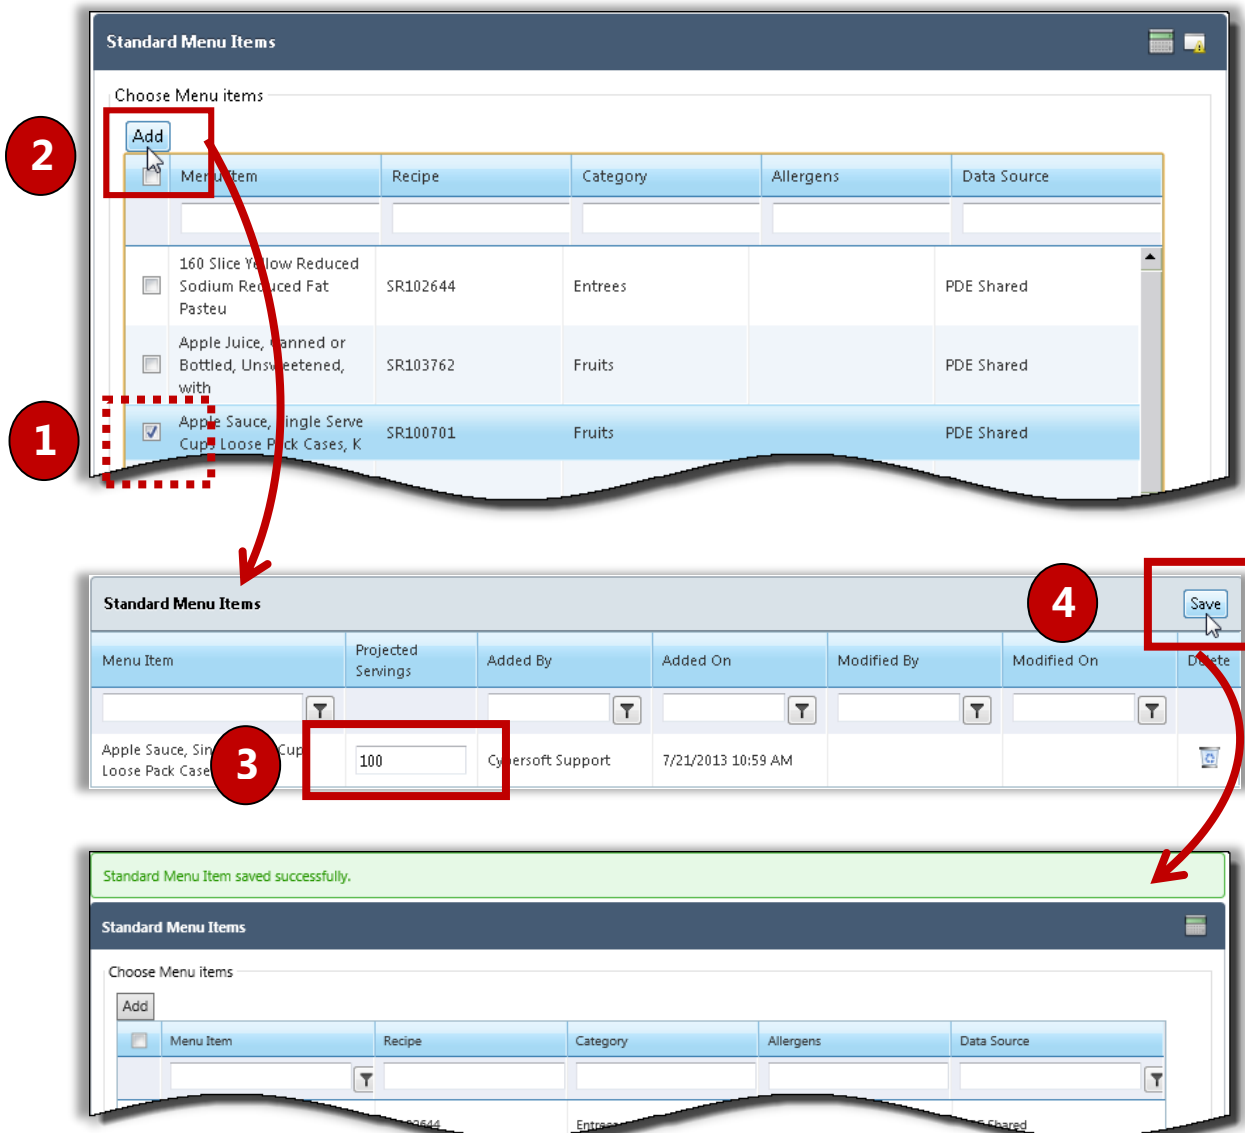 Standard Menu Items
Choose Menu items
2
Add
Menu Item Recipe Category Allergens Data Source
160 Slice Yellow Reduced
Sodium Reduced Fat
Pasteu
SR102644 Entrees PDE Shared
Apple Juice, Canned or
Bottled, Unsweetened,
with
SR103762 Fruits PDE Shared
1
Apple Sauce, Single Serve
Cups Loose Pack Cases, K
SR100701 Fruits PDE Shared
4
Standard Menu Items Save
Menu Item Projected
Servings
Added By Added On Modified By Modified On Delete
3
Apple Sauce, Cup
Loose Pack Case
100 Cybersoft Support 7/21/2013 10:59 AM
Standard Menu Item saved successfully.
Standard Menu Items
Choose Menu items
Add
Menu Item Recipe Category Allergens Data Source
2644 Entrees Shared